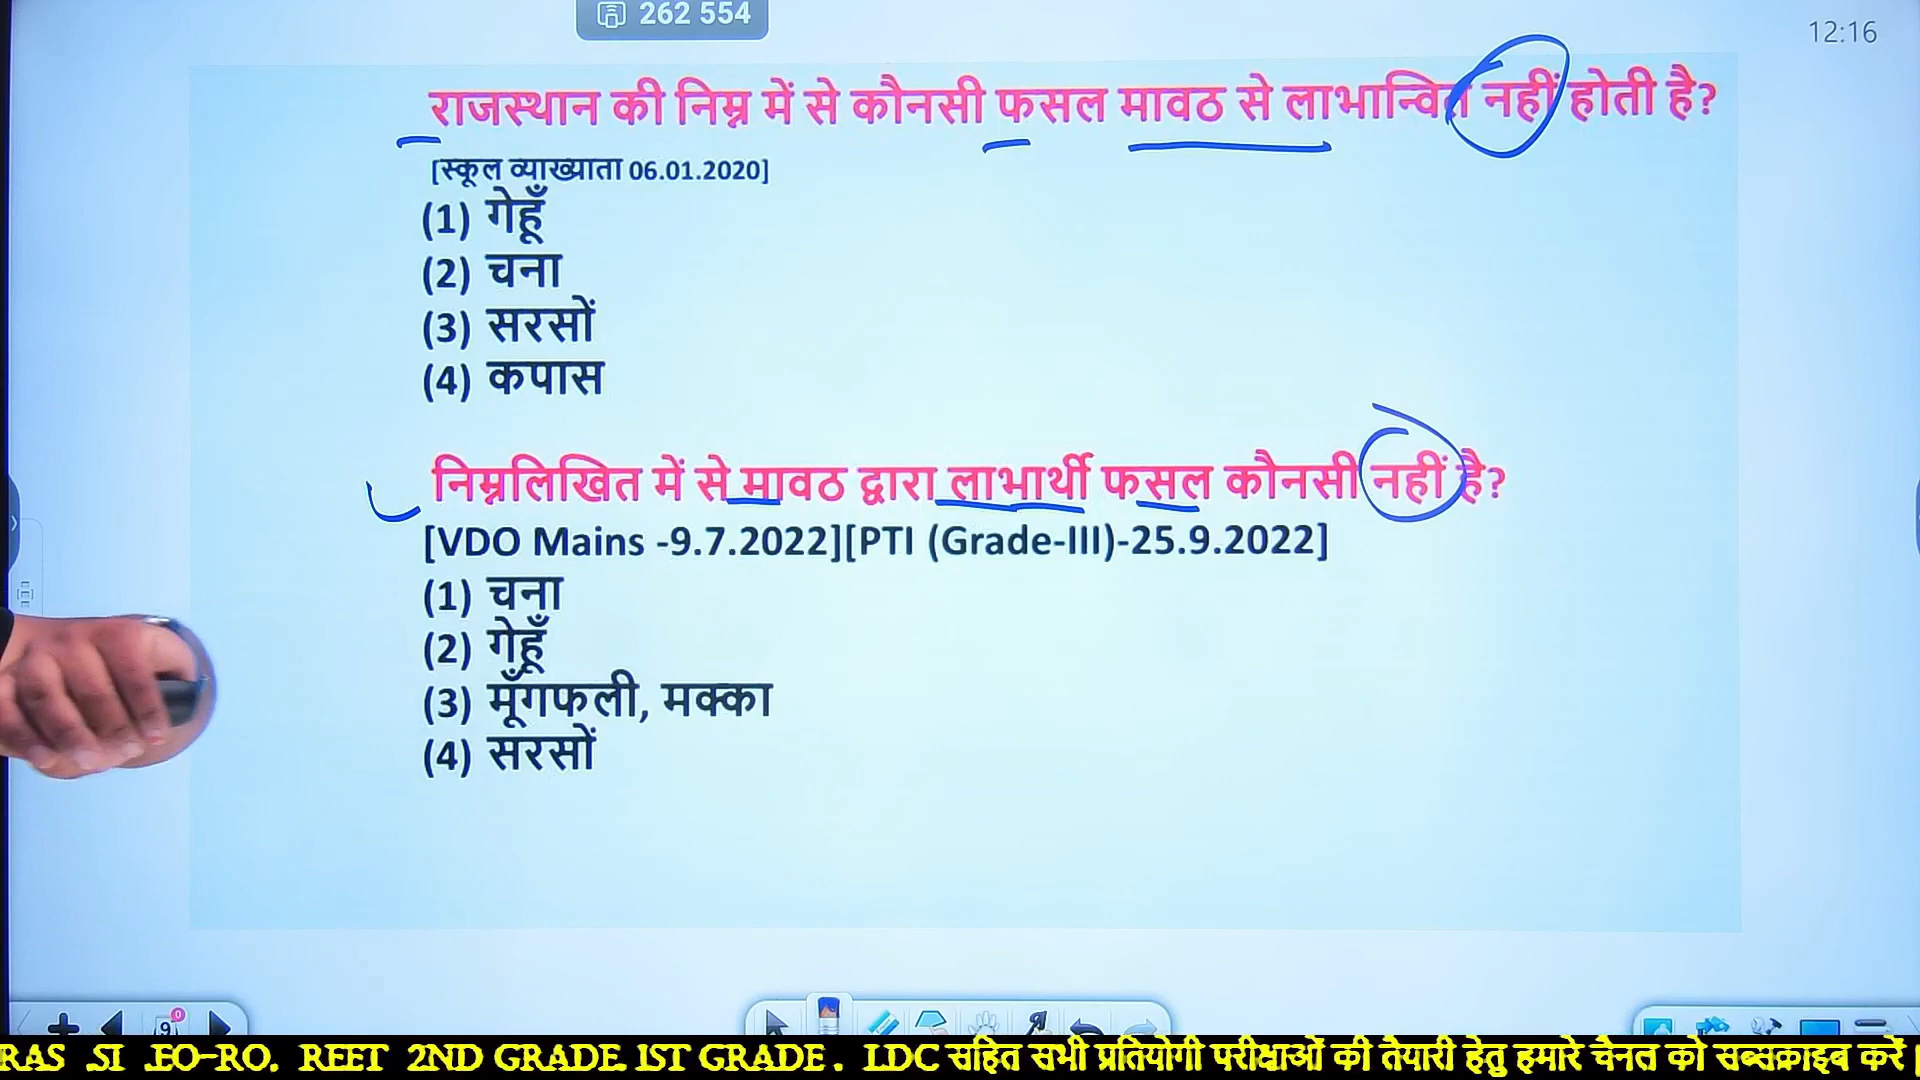 262 554
12:16
राजस्थान की निम्न में से कौनसी फसल मावठ से लाभान्वित नहीं होती है?
[स्कूल व्याख्याता 06.01.2020]
(1) गेहूँ
(2) चना
(3) सरसों
(4) कपास
निम्नलिखित में से मावठ द्वारा लाभार्थी फसल कौनसी नहीं है?
[VDO Mains -9.7.2022][PTI (Grade-III)-25.9.2022]
(1) चना
(2) गेहूँ
(3) मूँगफली, मक्का
(4) सरसों
9
0
RAS .SI .EO-RO. REET 2ND GRADE. 1ST GRADE . LDC सहित सभी प्रतियोगी परीक्षाओं की तैयारी हेतु हमारे चैनल को सब्सक्राइब करें |